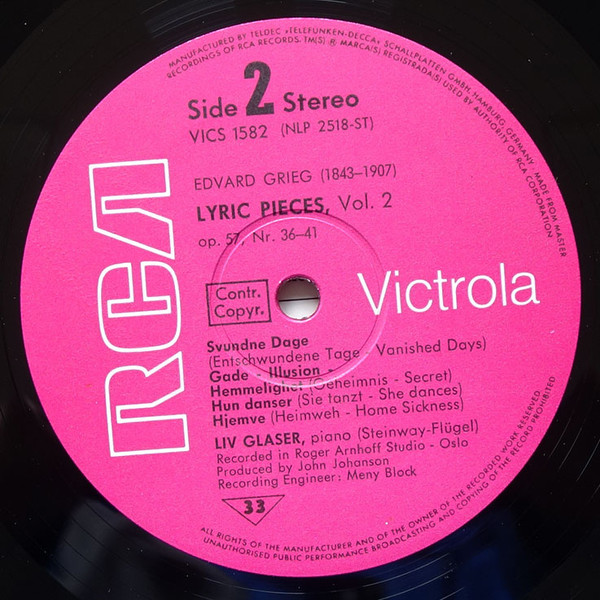 MANUFACTURED BY TELDEC »TELEFUNKEN-DECCA« SCHALLPLATTEN GMBH, HAMBURG, GERMANY. MADE FROM MASTER
RECORDINGS OF RCA RECORDS. TM(S) ® MARCA(S) REGISTRADA(S) USED BY AUTHORITY OF RCA CORPORATION
Side 2 Stereo
VICS 1582 (NLP 2518-ST)
EDVARD GRIEG (1843–1907)
LYRIC PIECES, Vol. 2
op. 57, Nr. 36–41
RCA
Contr.
Copyr.
Victrola
Svundne Dage
(Entschwundene Tage - Vanished Days)
Gade - Illusion -
Hemmelighet (Geheimnis - Secret)
Hun danser (Sie tanzt - She dances)
Hjemve (Heimweh - Home Sickness)
LIV GLASER, piano (Steinway-Flügel)
Recorded in Roger Arnhoff Studio - Oslo
Produced by John Johanson
Recording Engineer: Meny Block
33
ALL RIGHTS OF THE MANUFACTURER AND OF THE OWNER OF THE RECORDED WORK RESERVED
UNAUTHORISED PUBLIC PERFORMANCE BROADCASTING AND COPYING OF THE RECORD PROHIBITED